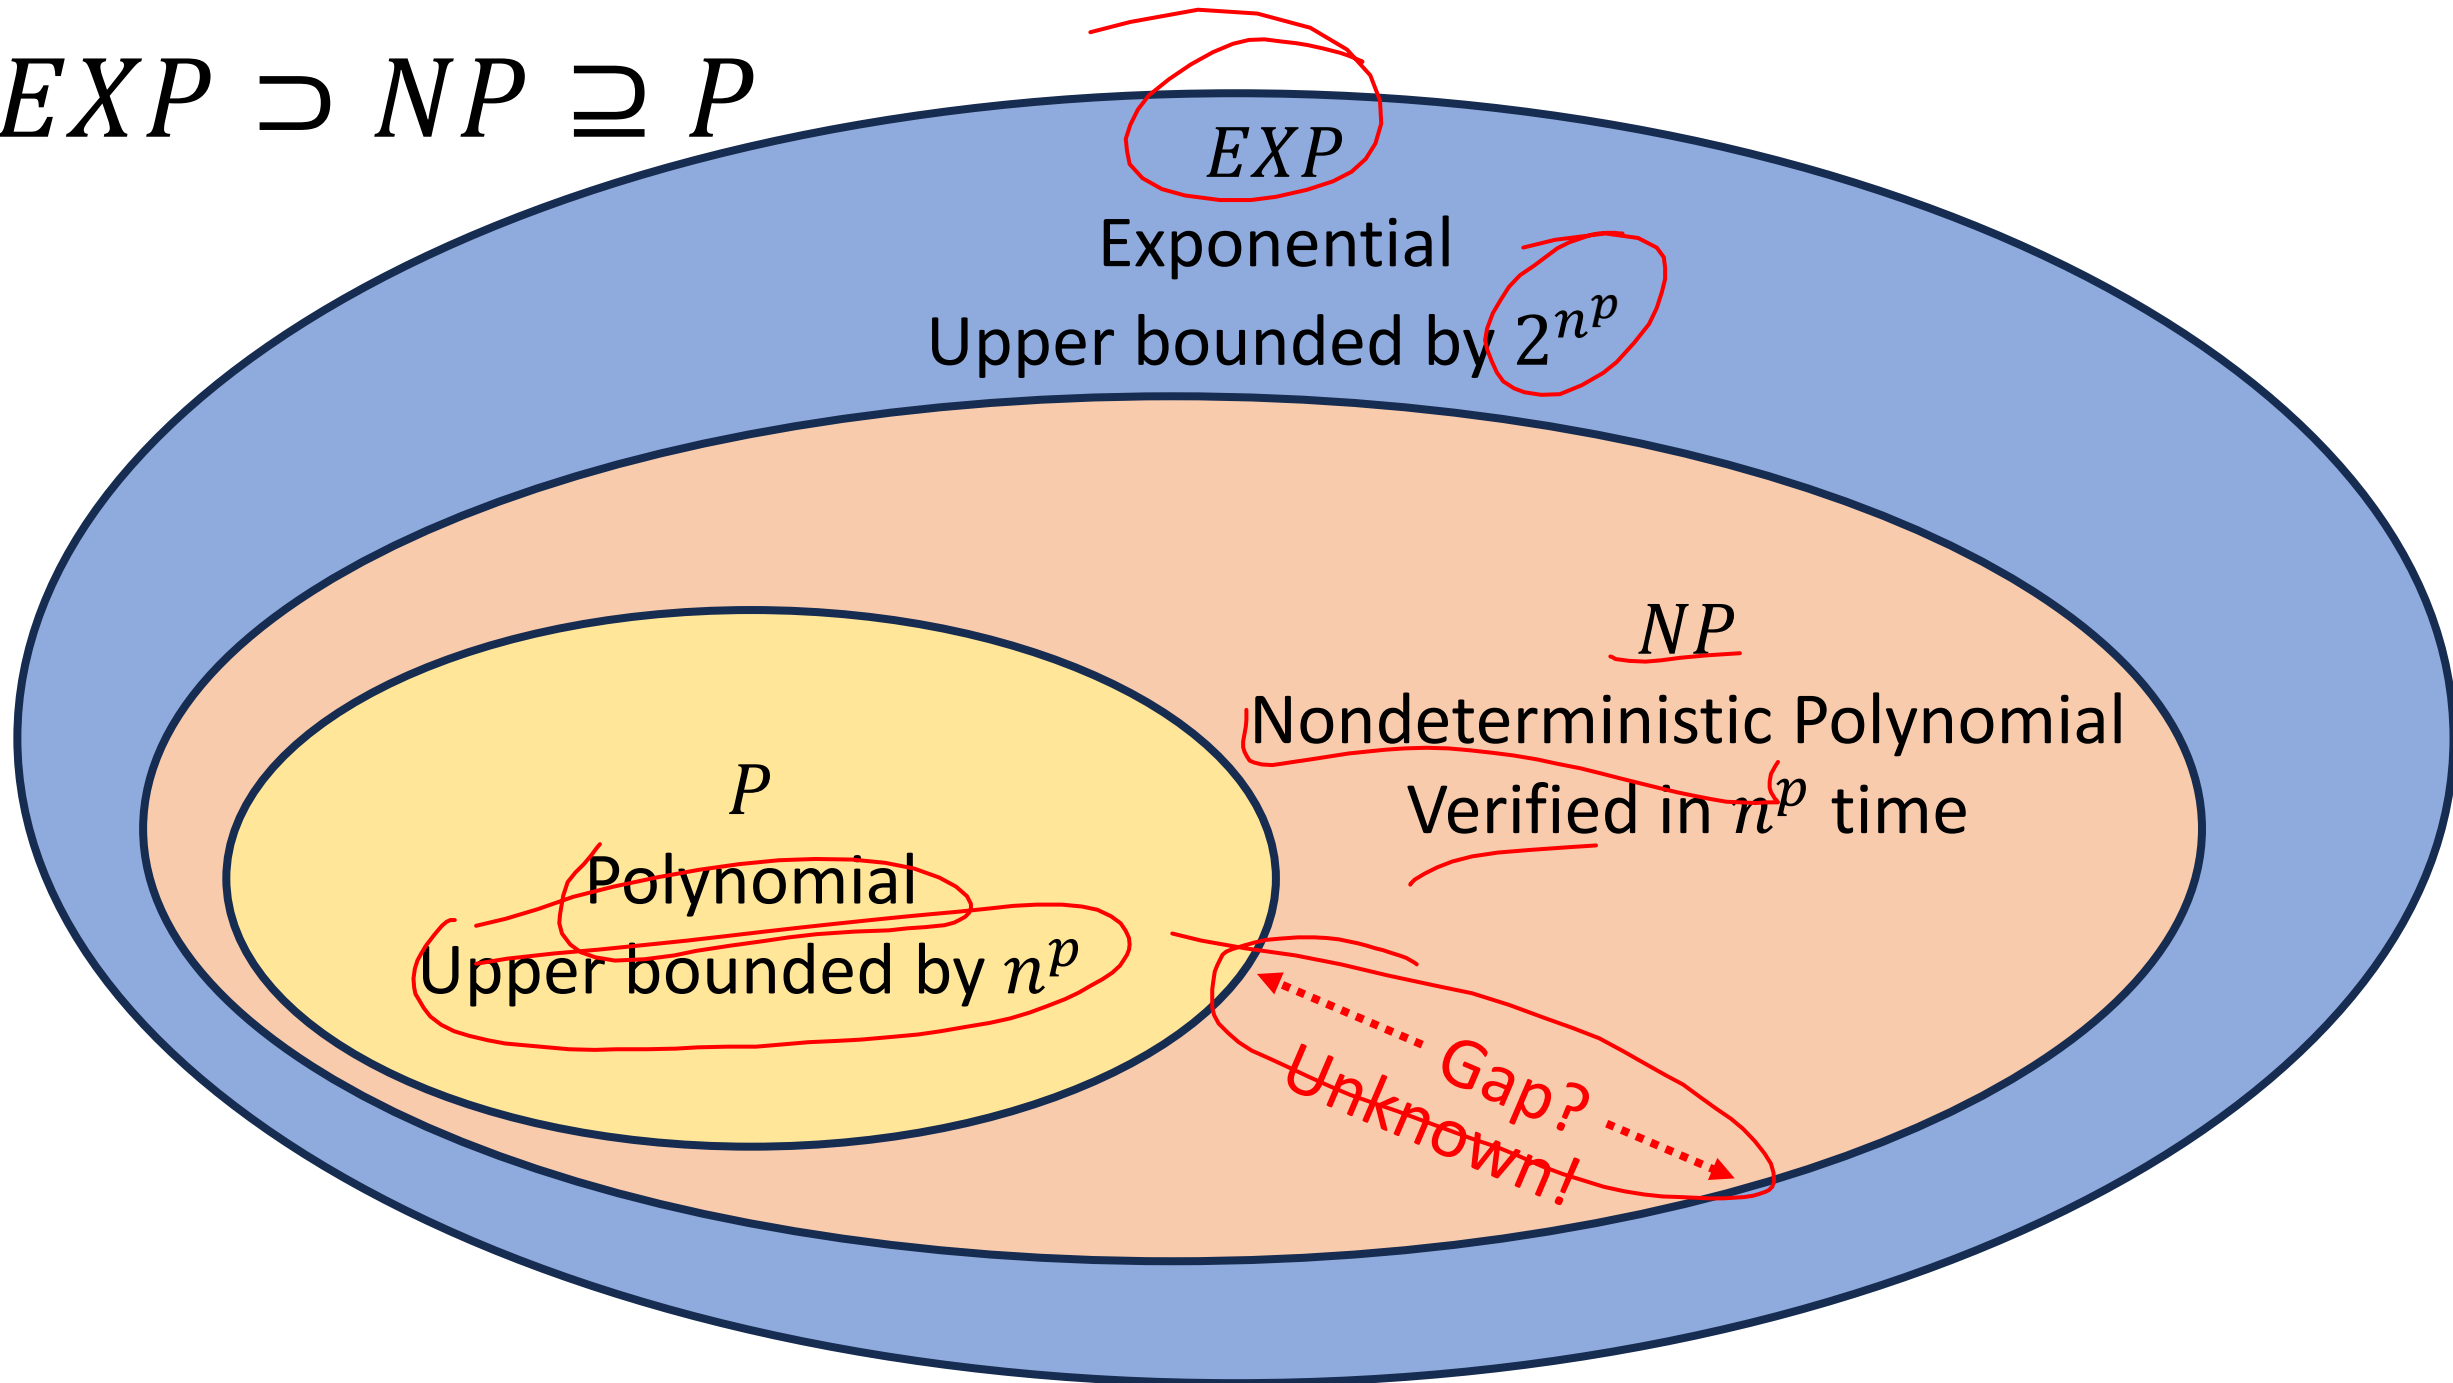 EXP ⊃ NP ⊇ P
EXP
Exponential
Upper bounded by 2^{n^p}
NP
Nondeterministic Polynomial
Verified in n^p time
P
Polynomial
Upper bounded by n^p
Gap?
Unknown!